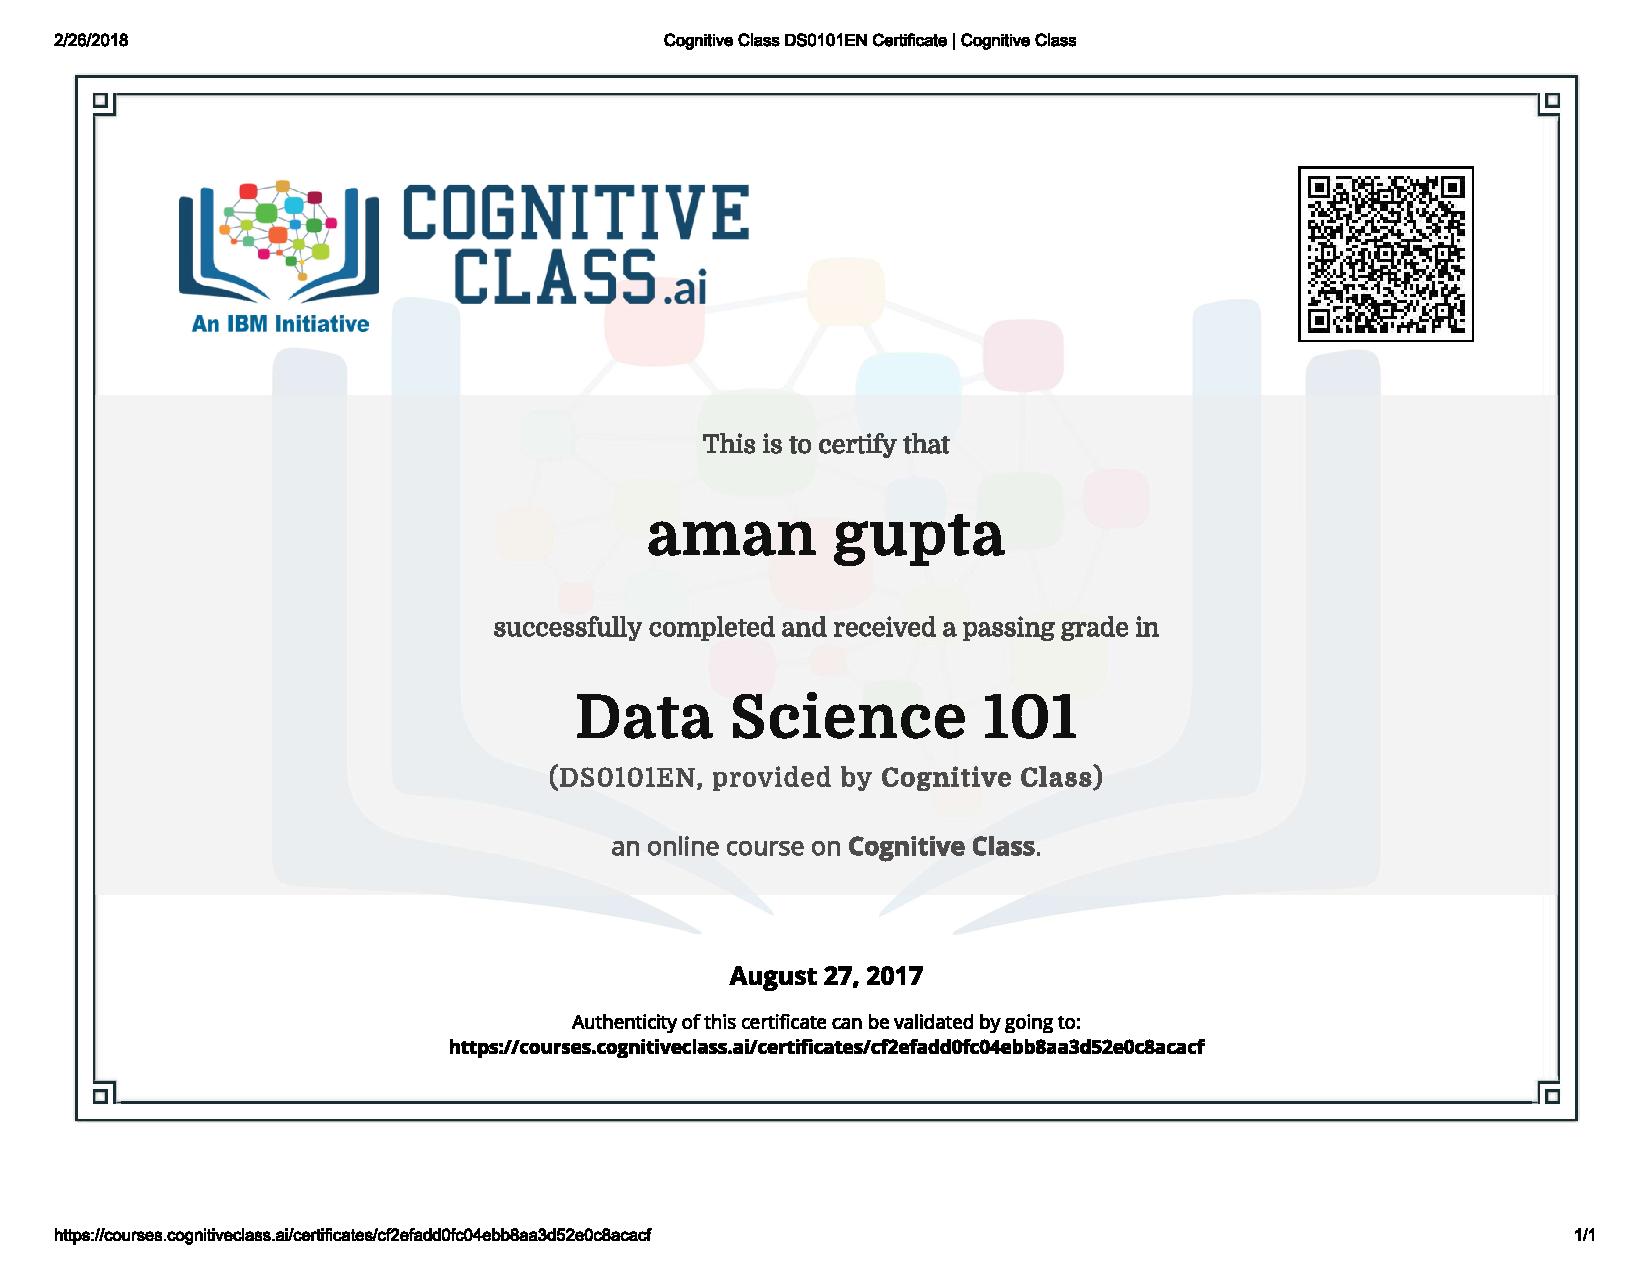 2/26/2018
Cognitive Class DS0101EN Certificate | Cognitive Class
COGNITIVE
CLASS.ai
An IBM Initiative
This is to certify that
aman gupta
successfully completed and received a passing grade in
Data Science 101
(DS0101EN, provided by Cognitive Class)
an online course on Cognitive Class.
August 27, 2017
Authenticity of this certificate can be validated by going to:
https://courses.cognitiveclass.ai/certificates/cf2efadd0fc04ebb8aa3d52e0c8acacf
https://courses.cognitiveclass.ai/certificates/cf2efadd0fc04ebb8aa3d52e0c8acacf
1/1